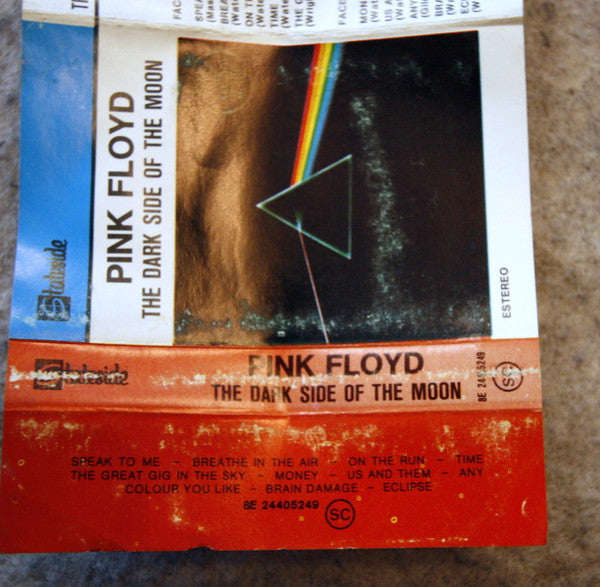 Stateside
PINK FLOYD
THE DARK SIDE OF THE MOON
ESTEREO
Stateside
PINK FLOYD
THE DARK SIDE OF THE MOON
8E 24405249
SC
SPEAK TO ME – BREATHE IN THE AIR – ON THE RUN – TIME
THE GREAT GIG IN THE SKY – MONEY – US AND THEM – ANY
COLOUR YOU LIKE – BRAIN DAMAGE – ECLIPSE
8E 24405249 SC